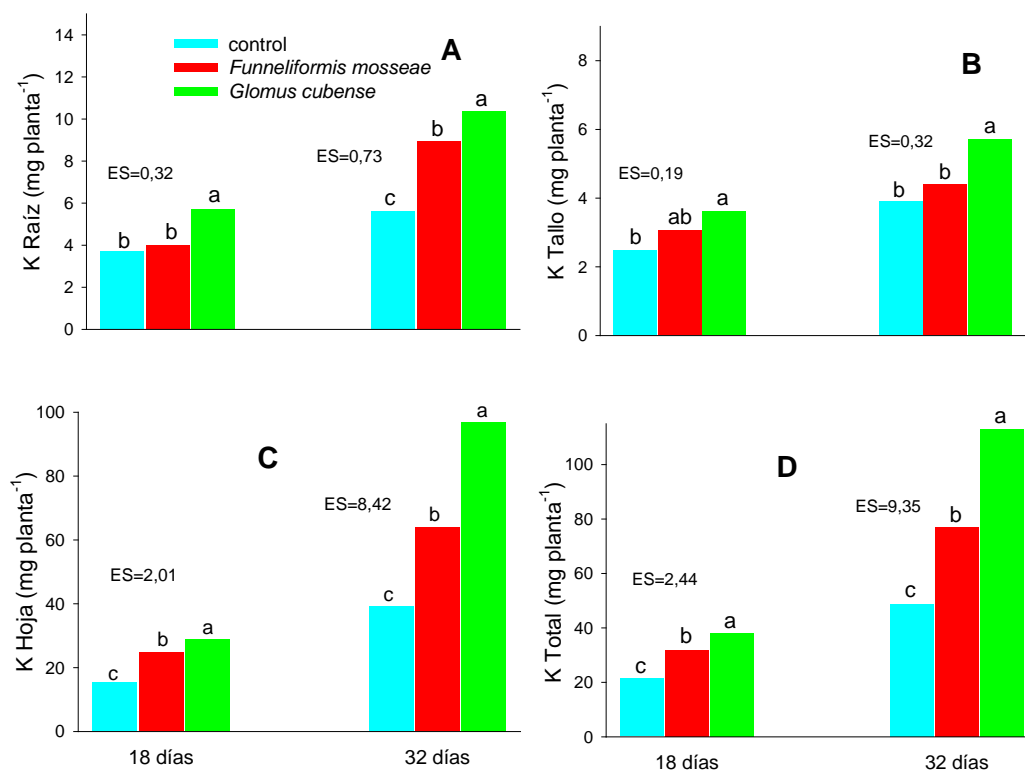 control
Funneliformis mosseae
Glomus cubense
A
K Raíz (mg planta⁻¹)
14
12
10
8
6
4
2
0
ES=0,32
b
b
a
ES=0,73
c
b
a
B
K Tallo (mg planta⁻¹)
8
6
4
2
0
ES=0,19
b
ab
a
ES=0,32
b
b
a
C
K Hoja (mg planta⁻¹)
100
80
60
40
20
0
ES=2,01
c
b
a
ES=8,42
c
b
a
18 días
32 días
D
K Total (mg planta⁻¹)
100
80
60
40
20
0
ES=2,44
c
b
a
ES=9,35
c
b
a
18 días
32 días